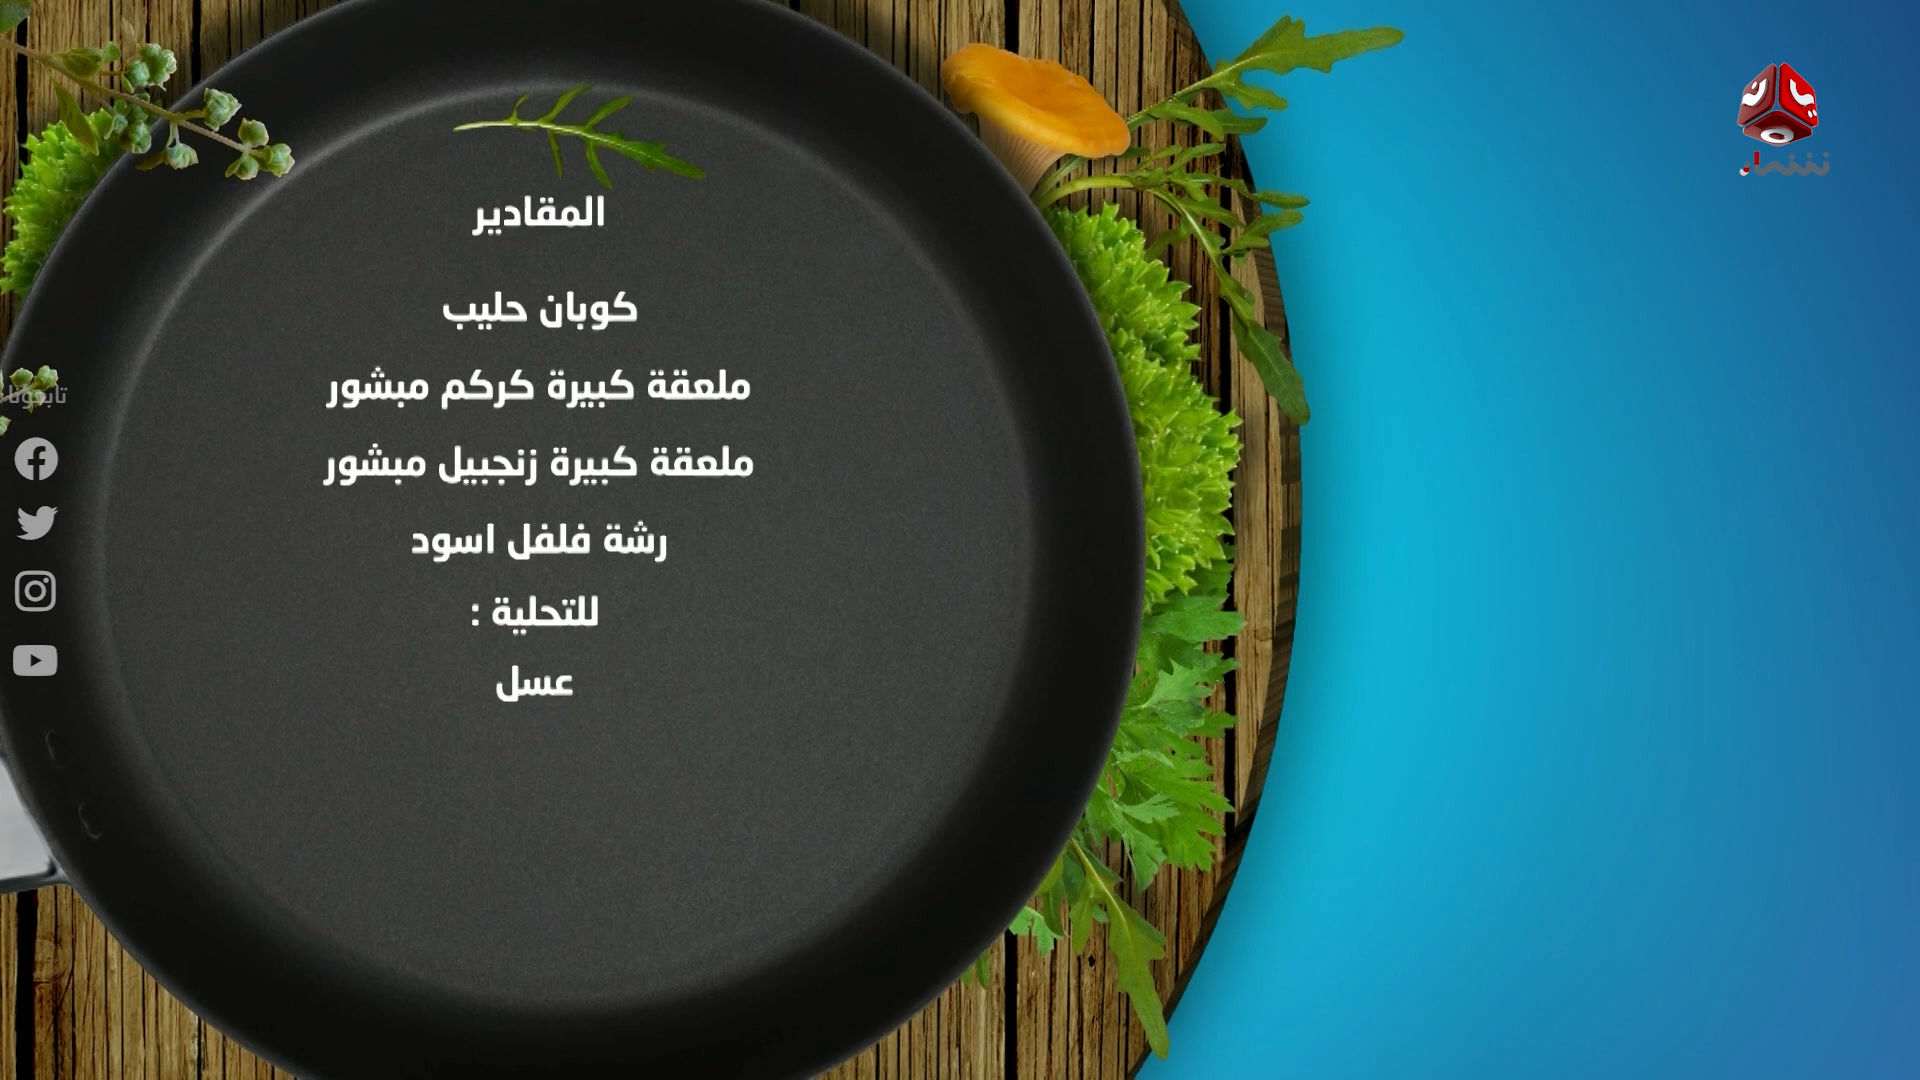 المقادير
كوبان حليب
ملعقة كبيرة كركم مبشور
ملعقة كبيرة زنجبيل مبشور
رشة فلفل اسود
للتحلية :
عسل
تابعونا